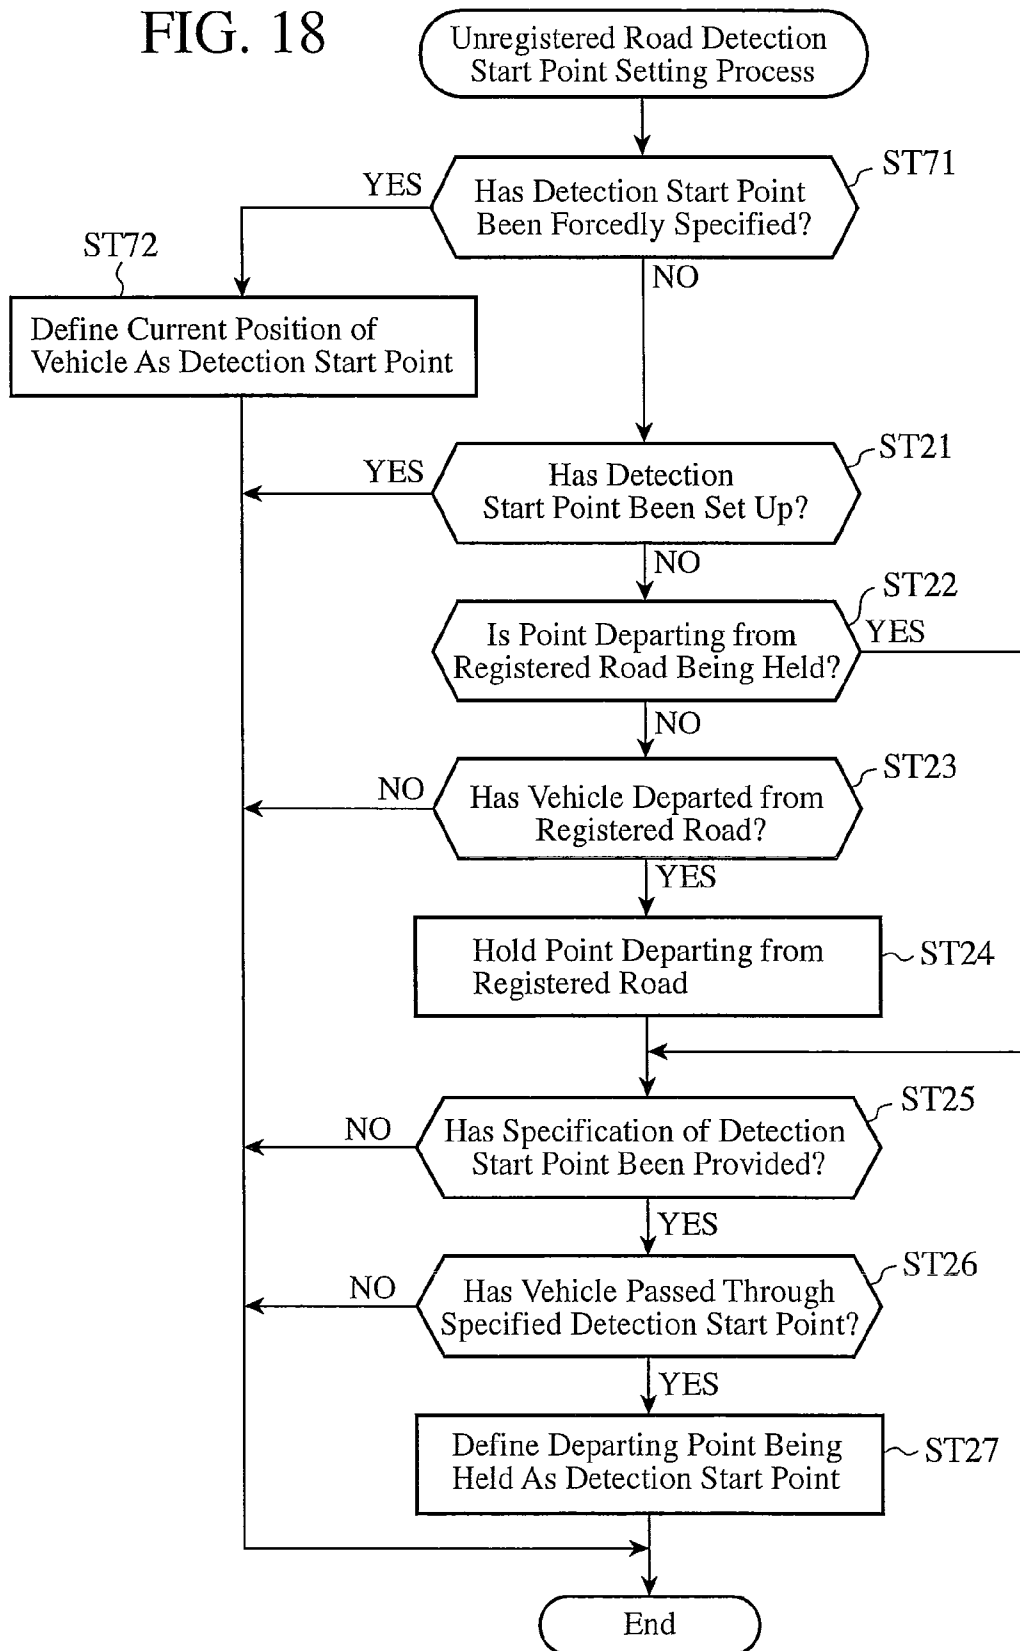 FIG. 18
Unregistered Road Detection
Start Point Setting Process
ST71
YES
Has Detection Start Point
Been Forcedly Specified?
NO
ST72
Define Current Position of
Vehicle As Detection Start Point
ST21
YES
Has Detection
Start Point Been Set Up?
NO
ST22
Is Point Departing from
Registered Road Being Held?
YES
NO
ST23
NO
Has Vehicle Departed from
Registered Road?
YES
Hold Point Departing from
Registered Road
ST24
ST25
NO
Has Specification of Detection
Start Point Been Provided?
YES
ST26
NO
Has Vehicle Passed Through
Specified Detection Start Point?
YES
Define Departing Point Being
Held As Detection Start Point
ST27
End